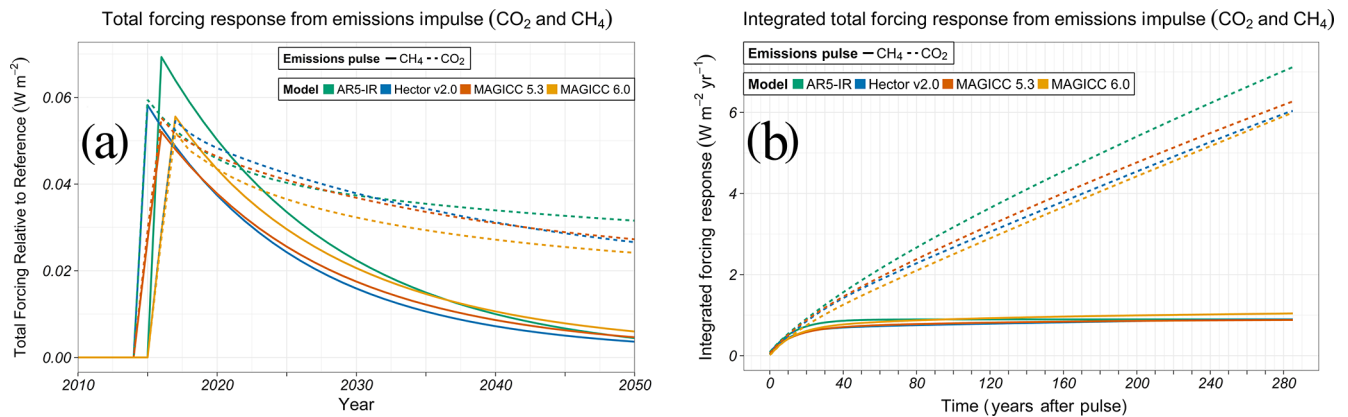 Total forcing response from emissions impulse (CO₂ and CH₄)
Emissions pulse CH₄ CO₂
Model AR5-IR Hector v2.0 MAGICC 5.3 MAGICC 6.0
(a)
Total Forcing Relative to Reference (W m⁻²)
0.06
0.04
0.02
0.00
2010 2020 2030 2040 2050
Year
Integrated total forcing response from emissions impulse (CO₂ and CH₄)
Emissions pulse CH₄ CO₂
Model AR5-IR Hector v2.0 MAGICC 5.3 MAGICC 6.0
(b)
Integrated forcing response (W m⁻² yr⁻¹)
6
4
2
0
0 40 80 120 160 200 240 280
Time (years after pulse)